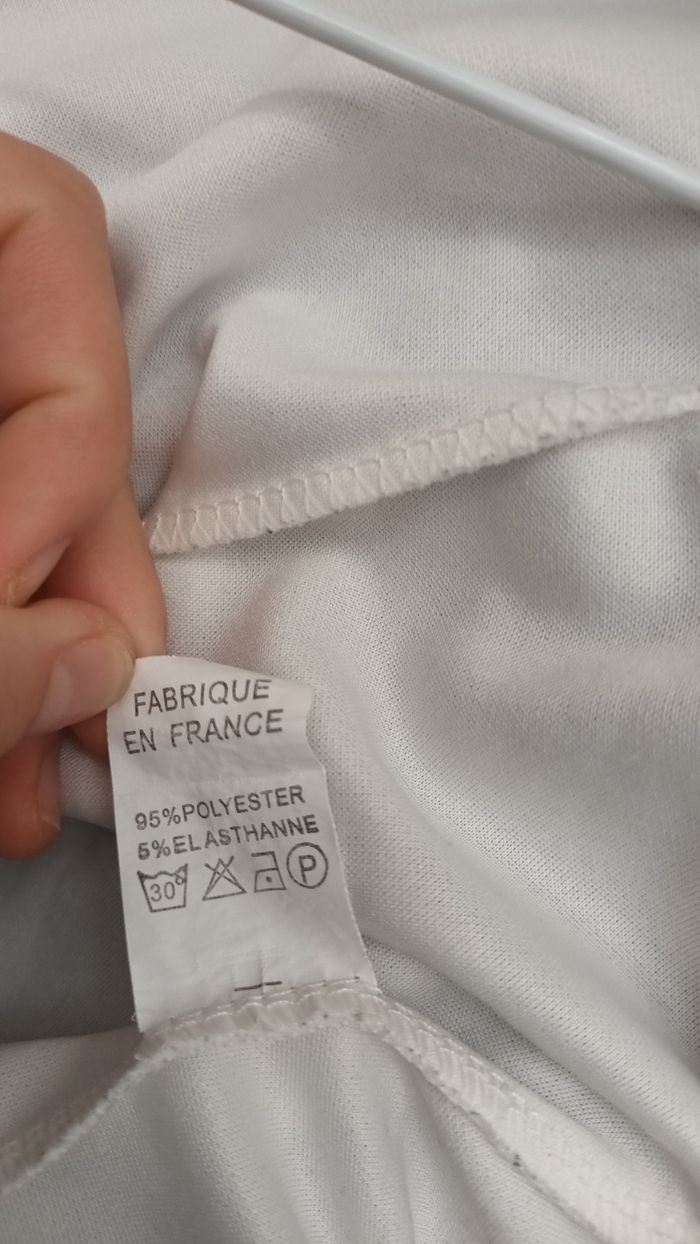 FABRIQUE
EN FRANCE
95%POLYESTER
5%ELASTHANNE
30° P